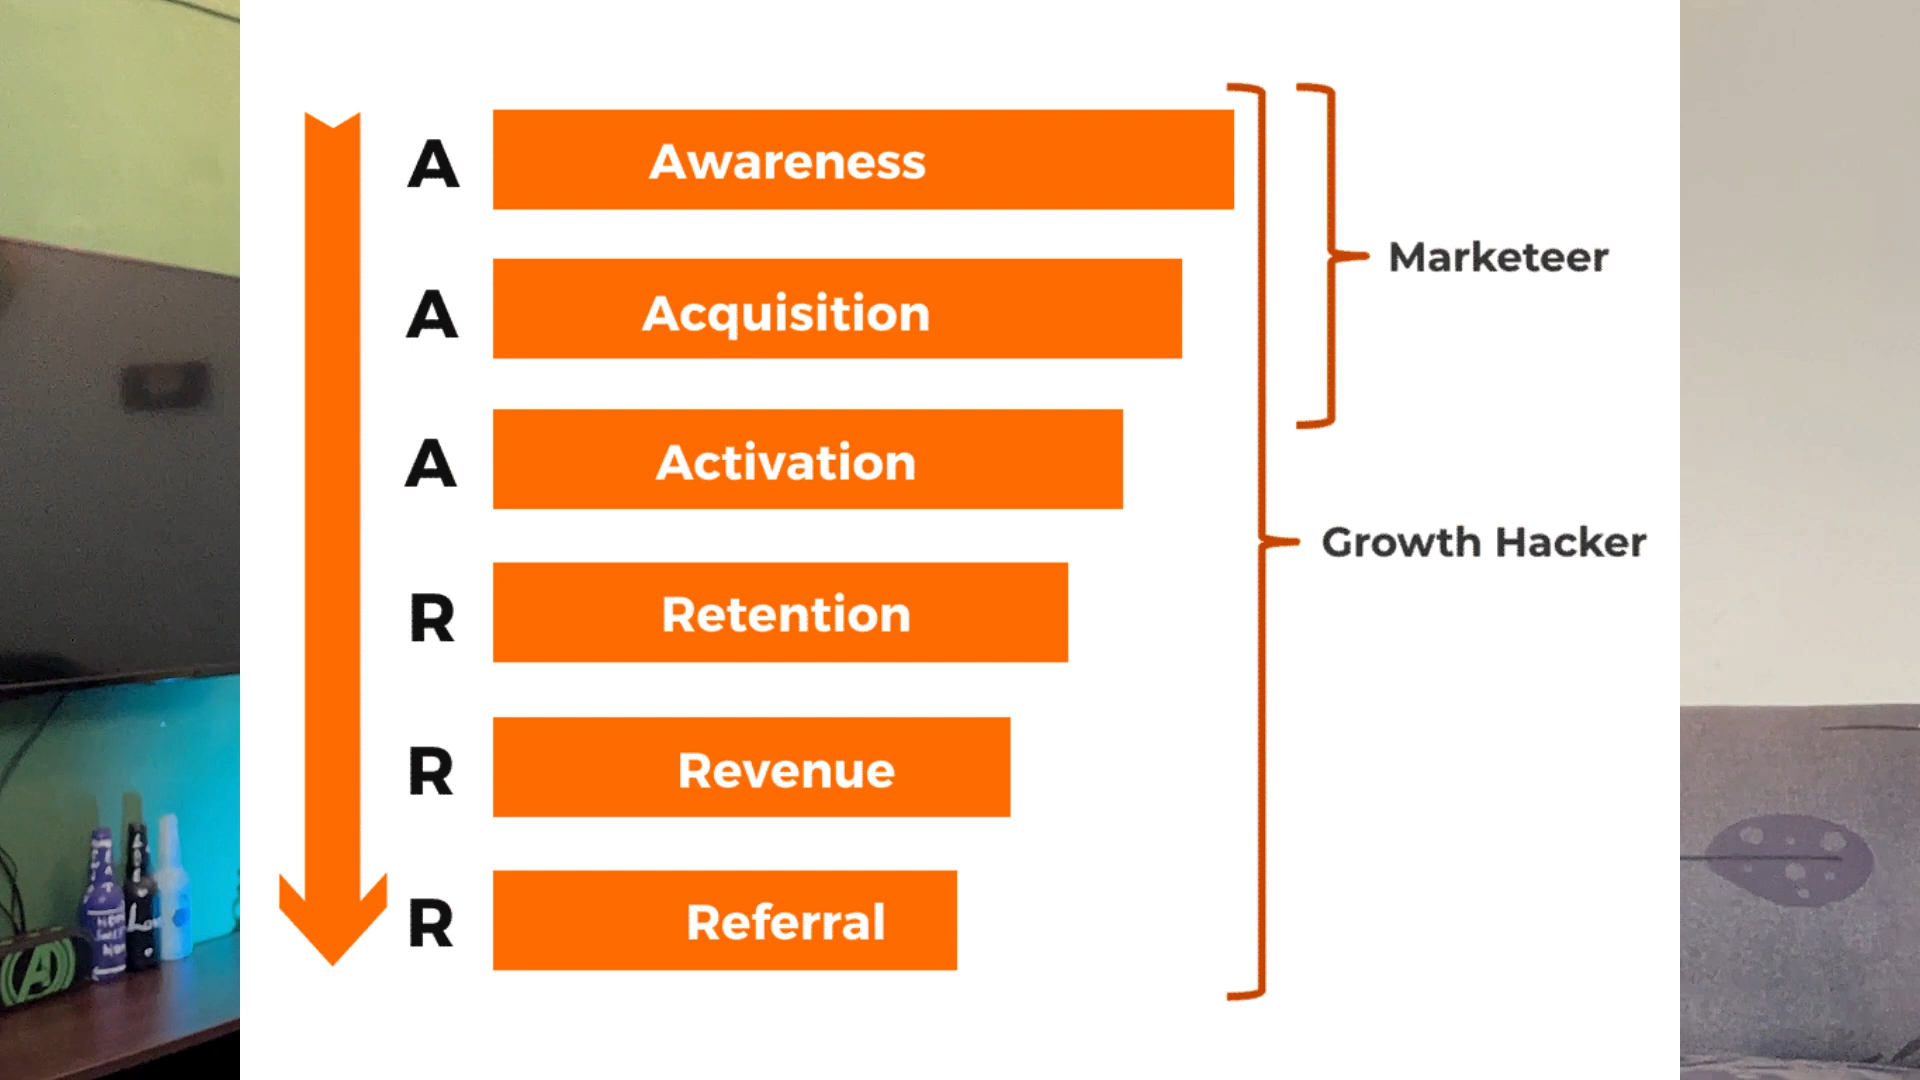 A Awareness
A Acquisition
A Activation
R Retention
R Revenue
R Referral
Marketeer
Growth Hacker